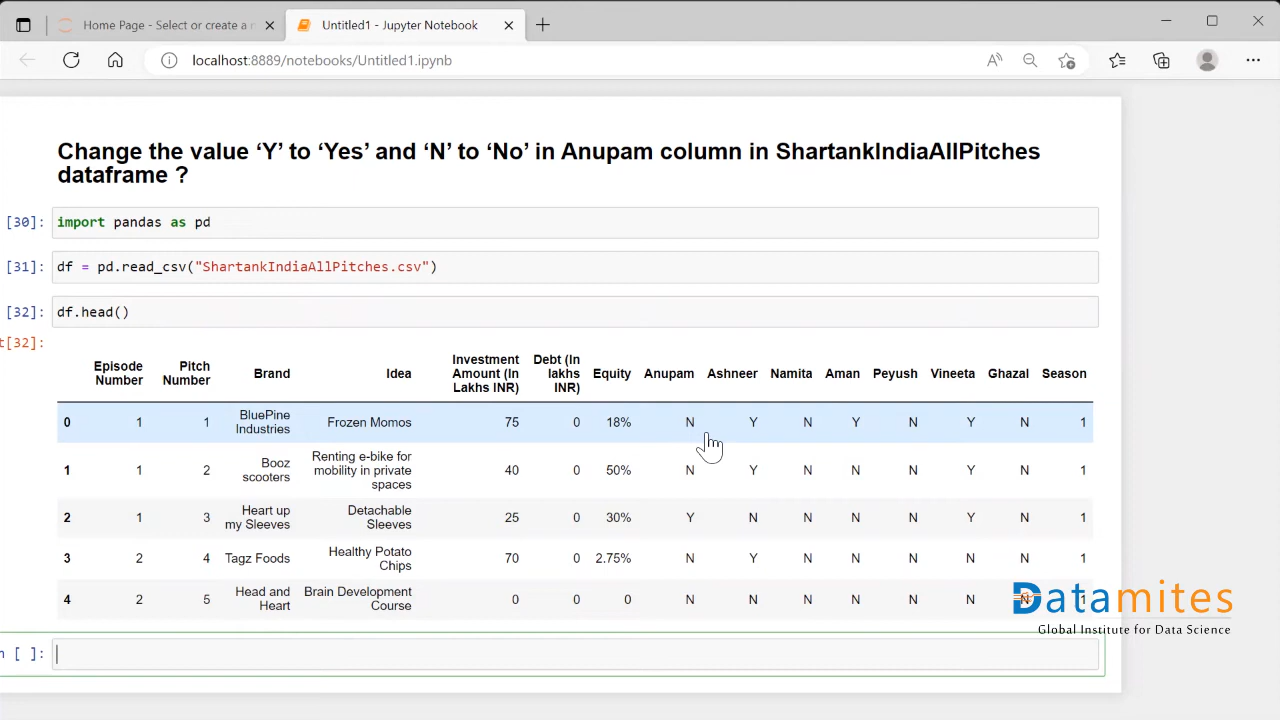 Home Page - Select or create a n
Untitled1 - Jupyter Notebook
localhost:8889/notebooks/Untitled1.ipynb
Change the value ‘Y’ to ‘Yes’ and ‘N’ to ‘No’ in Anupam column in ShartankIndiaAllPitches
dataframe ?
[30]: import pandas as pd
[31]: df = pd.read_csv("ShartankIndiaAllPitches.csv")
[32]: df.head()
t[32]:
Episode Number Pitch Number Brand Idea Investment Amount (In Lakhs INR) Debt (In lakhs INR) Equity Anupam Ashneer Namita Aman Peyush Vineeta Ghazal Season
0 1 1 BluePine Industries Frozen Momos 75 0 18% N Y N Y N Y N 1
1 1 2 Booz scooters Renting e-bike for mobility in private spaces 40 0 50% N Y N N N Y N 1
2 1 3 Heart up my Sleeves Detachable Sleeves 25 0 30% Y N N N N Y N 1
3 2 4 Tagz Foods Healthy Potato Chips 70 0 2.75% N Y N N N N N 1
4 2 5 Head and Heart Brain Development Course 0 0 0 N N N N N N N 1
Datamites
Global Institute for Data Science
n [ ]: